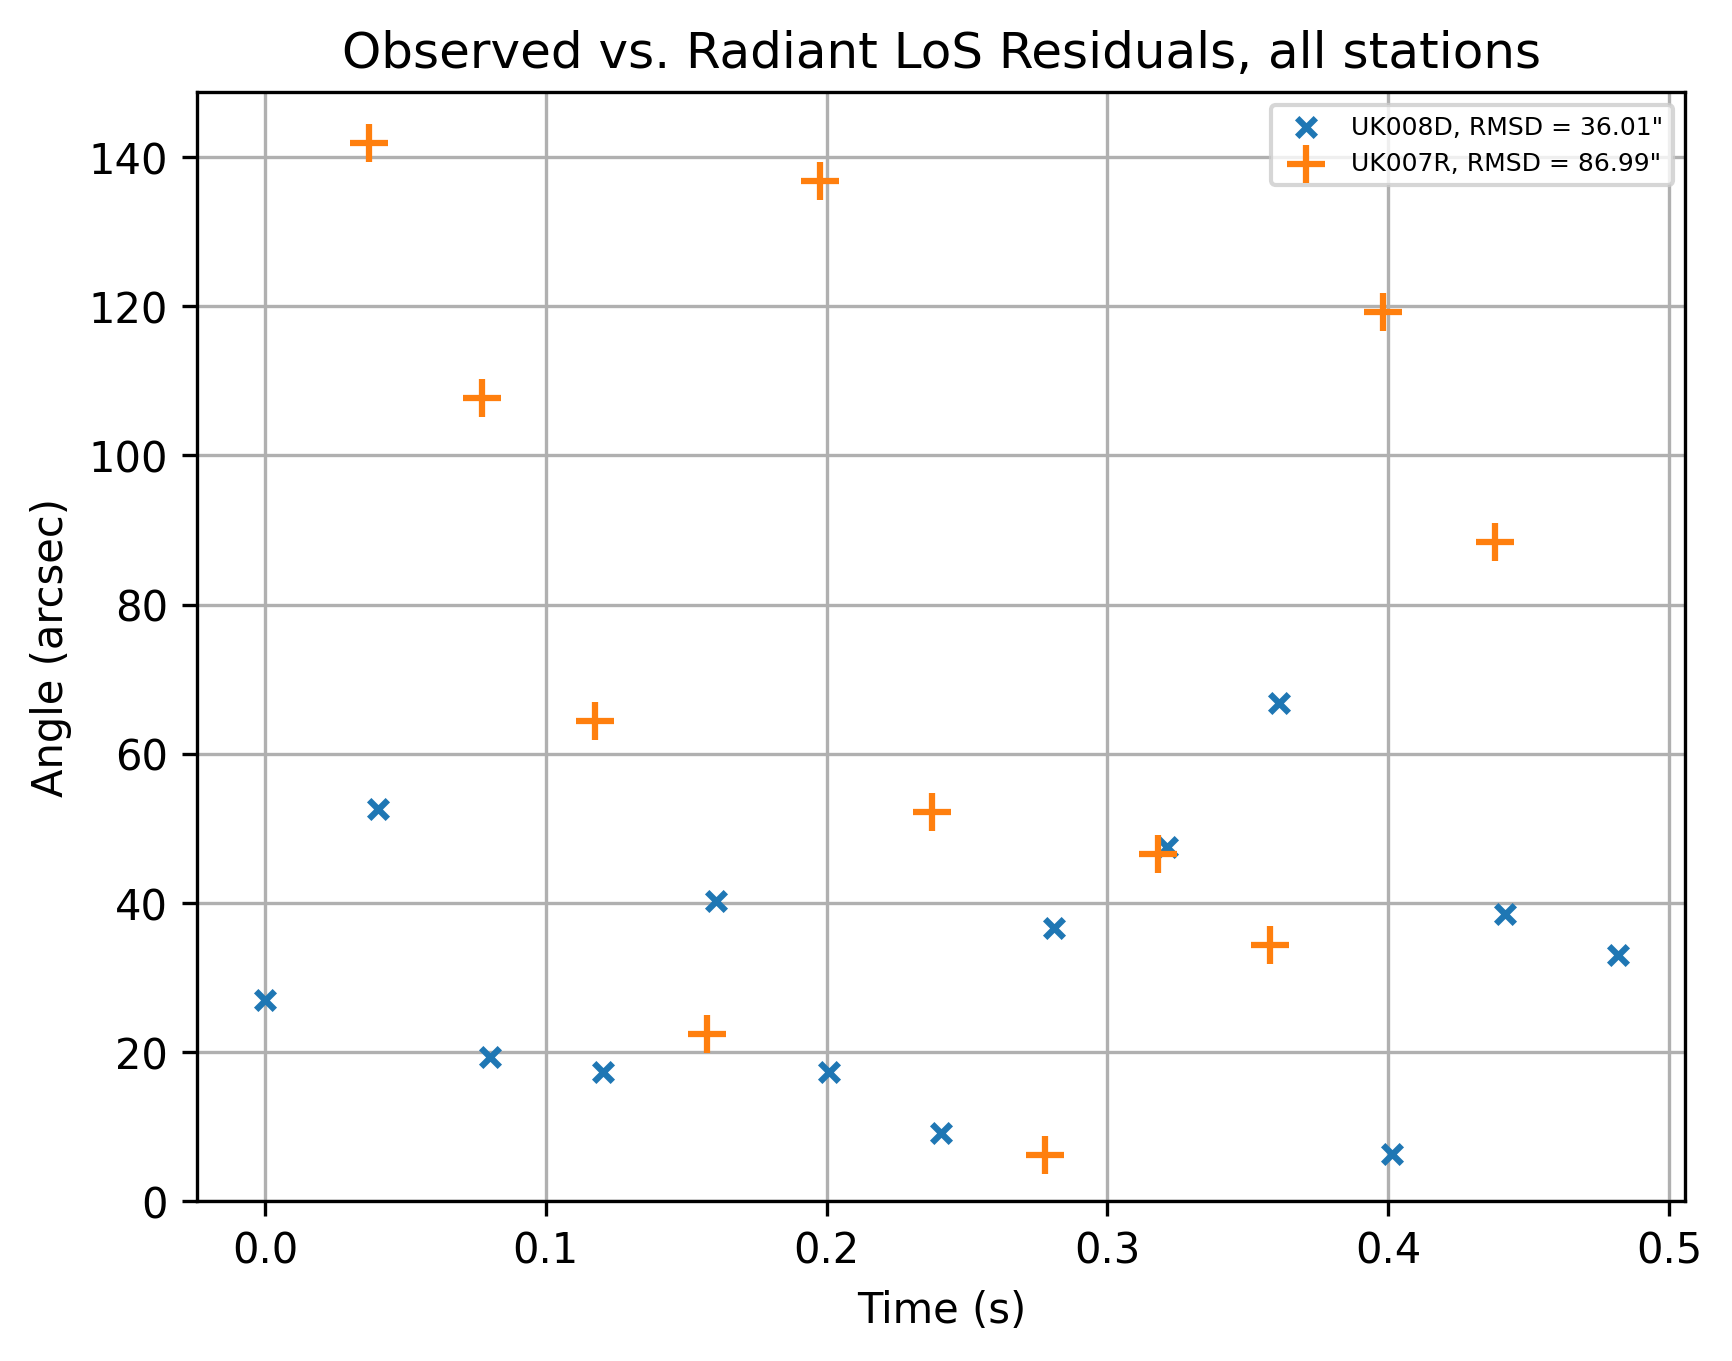 Observed vs. Radiant LoS Residuals, all stations
UK008D, RMSD = 36.01"
UK007R, RMSD = 86.99"
Angle (arcsec)
140
120
100
80
60
40
20
0
0.0 0.1 0.2 0.3 0.4 0.5
Time (s)